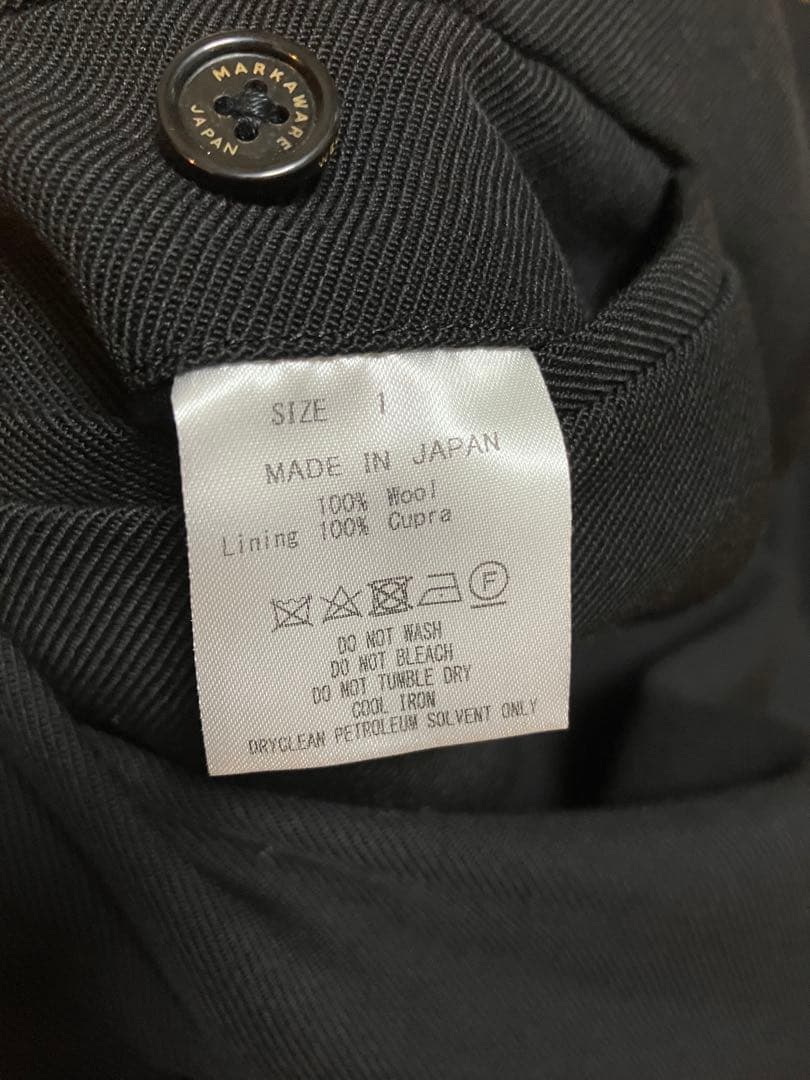 MARKAWARE
JAPAN
SIZE 1
MADE IN JAPAN
100% Wool
Lining 100% Cupra
F
DO NOT WASH
DO NOT BLEACH
DO NOT TUMBLE DRY
COOL IRON
DRYCLEAN PETROLEUM SOLVENT ONLY